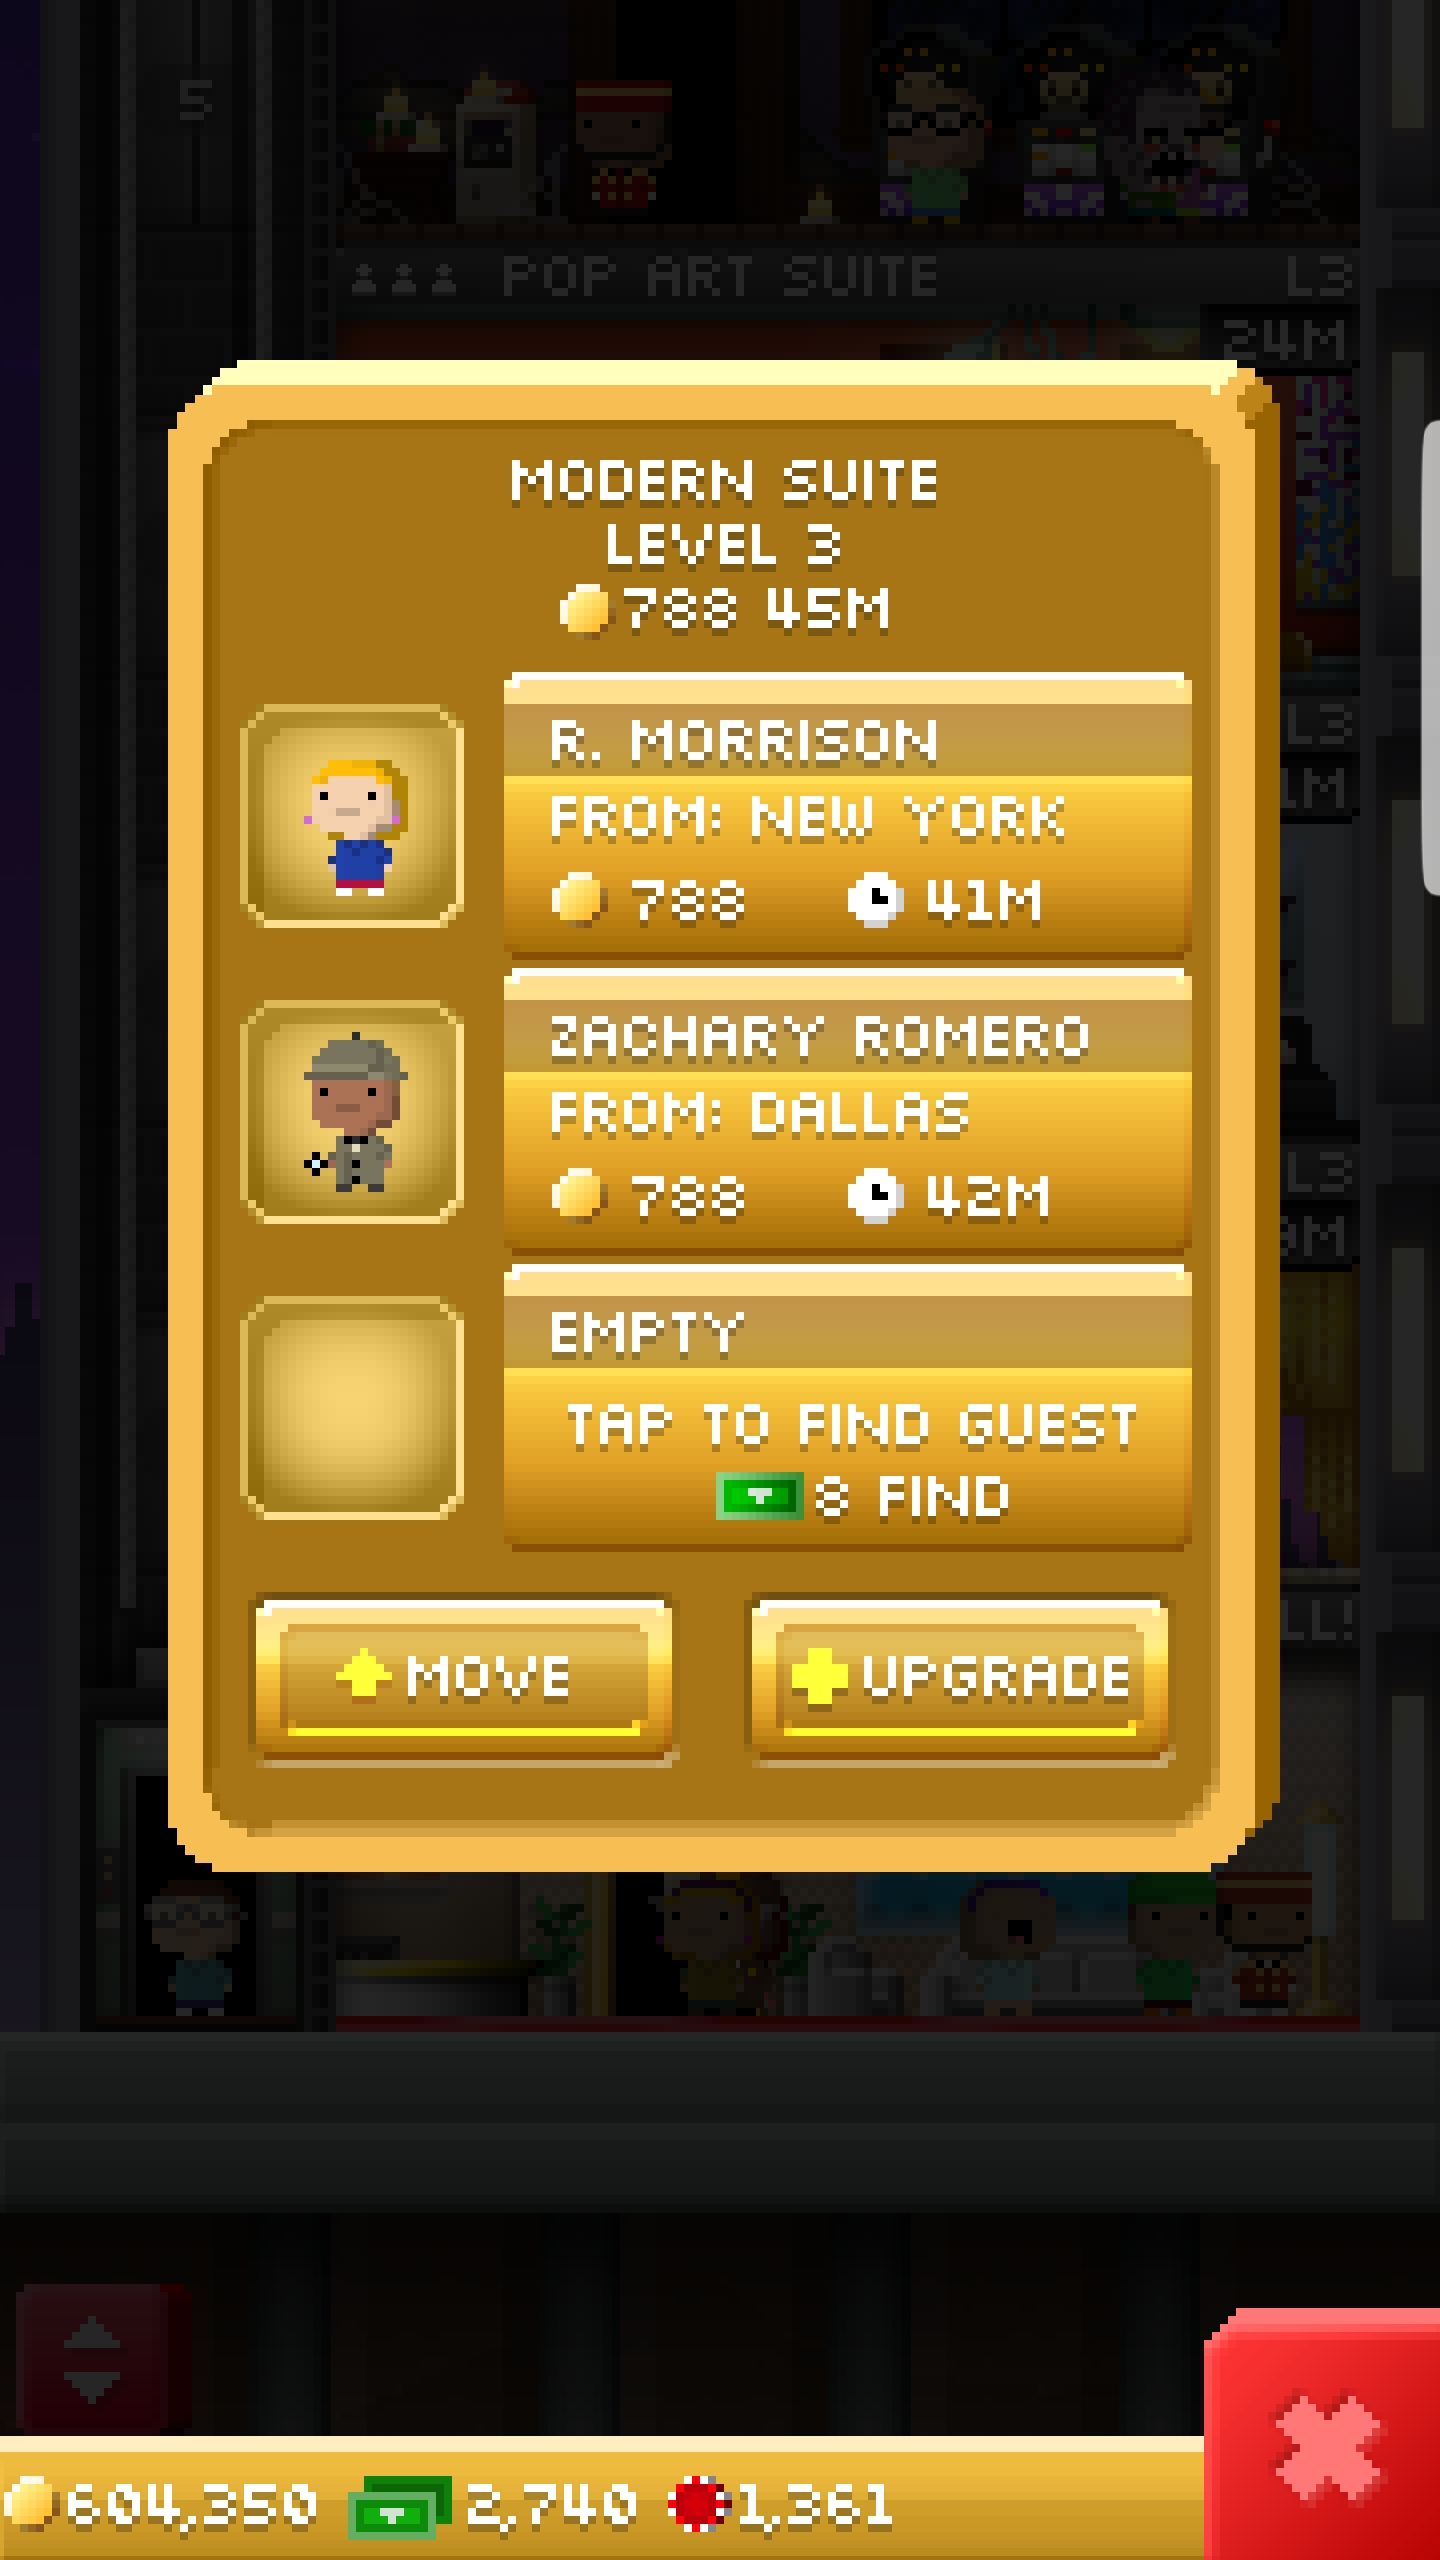 5
POP ART SUITE L3
24M
MODERN SUITE
LEVEL 3
788 45M
R. MORRISON
FROM: NEW YORK
788 41M
L3
ZACHARY ROMERO
FROM: DALLAS
788 42M
L3
EMPTY
TAP TO FIND GUEST
8 FIND
MOVE
UPGRADE
604,350 2,740 1,361